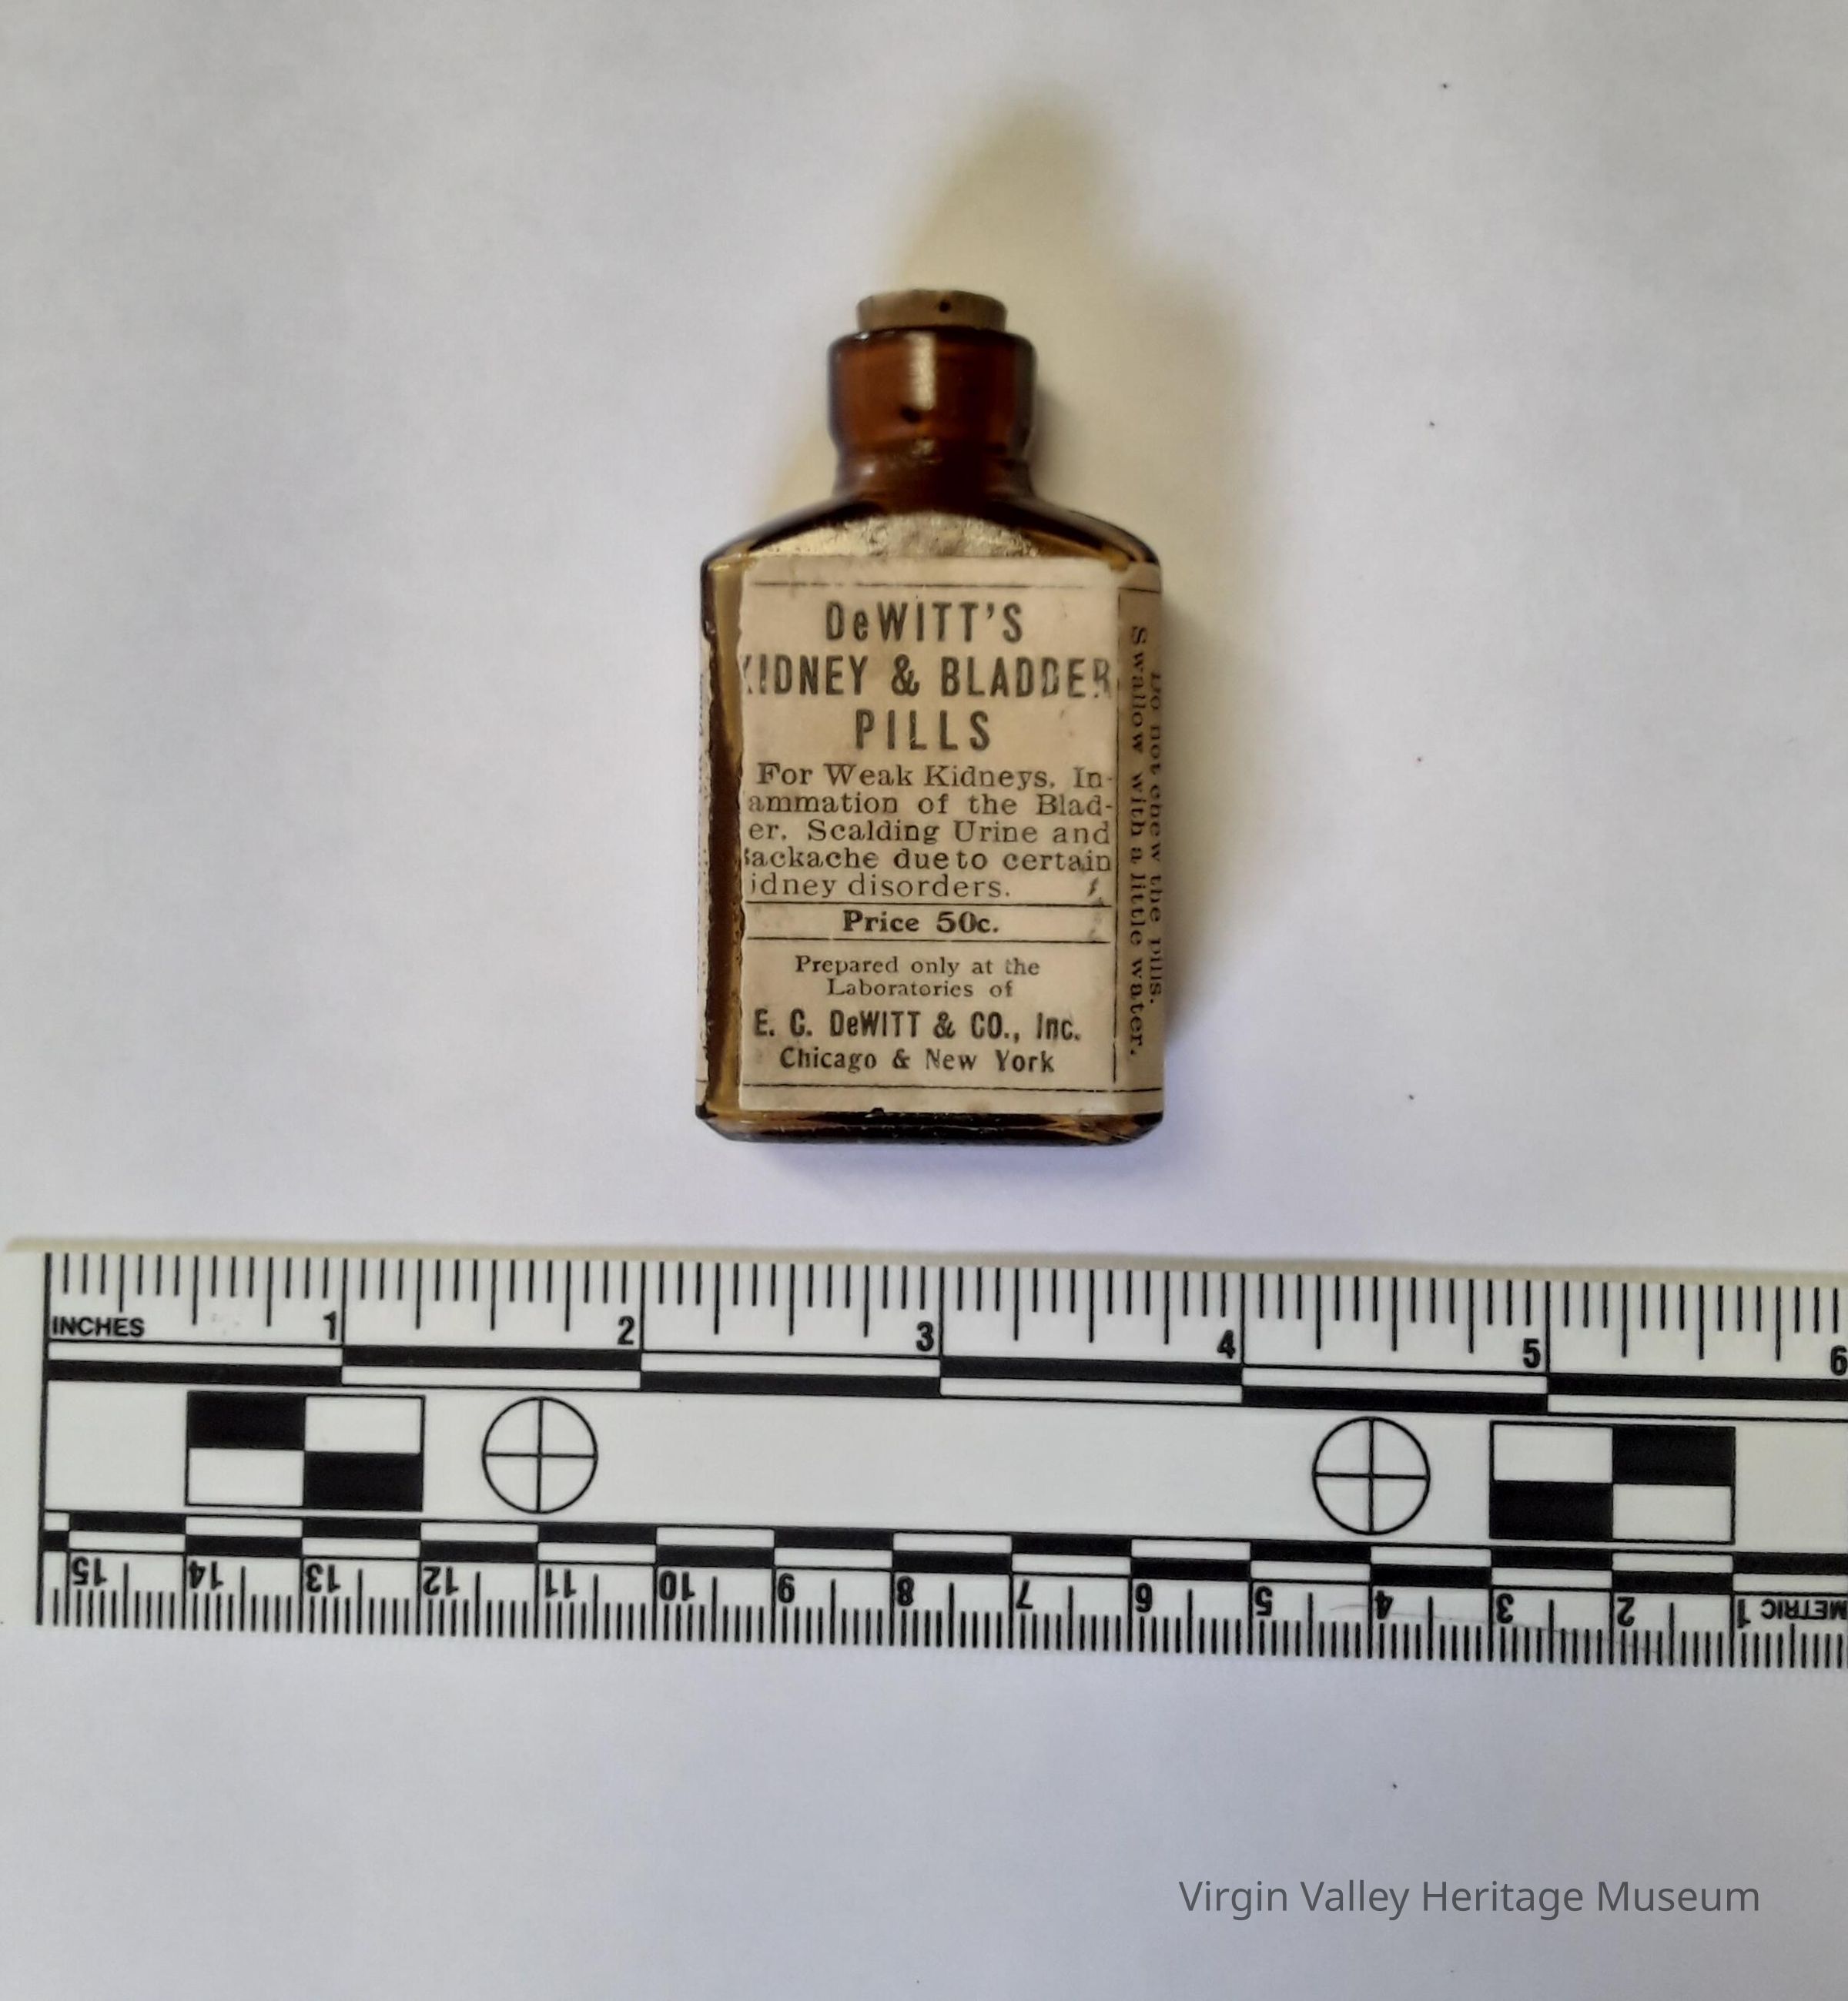 DeWITT'S
KIDNEY & BLADDER
PILLS
For Weak Kidneys, In-
ammation of the Blad-
er. Scalding Urine and
Backache due to certain
idney disorders.
Price 50c.
Prepared only at the
Laboratories of
E. C. DeWITT & CO., Inc.
Chicago & New York
Do not chew the pills.
Swallow with a little water.
INCHES 1 2 3 4 5 6
15 14 13 12 11 10 9 8 7 6 5 4 3 2 1 METRIC
Virgin Valley Heritage Museum